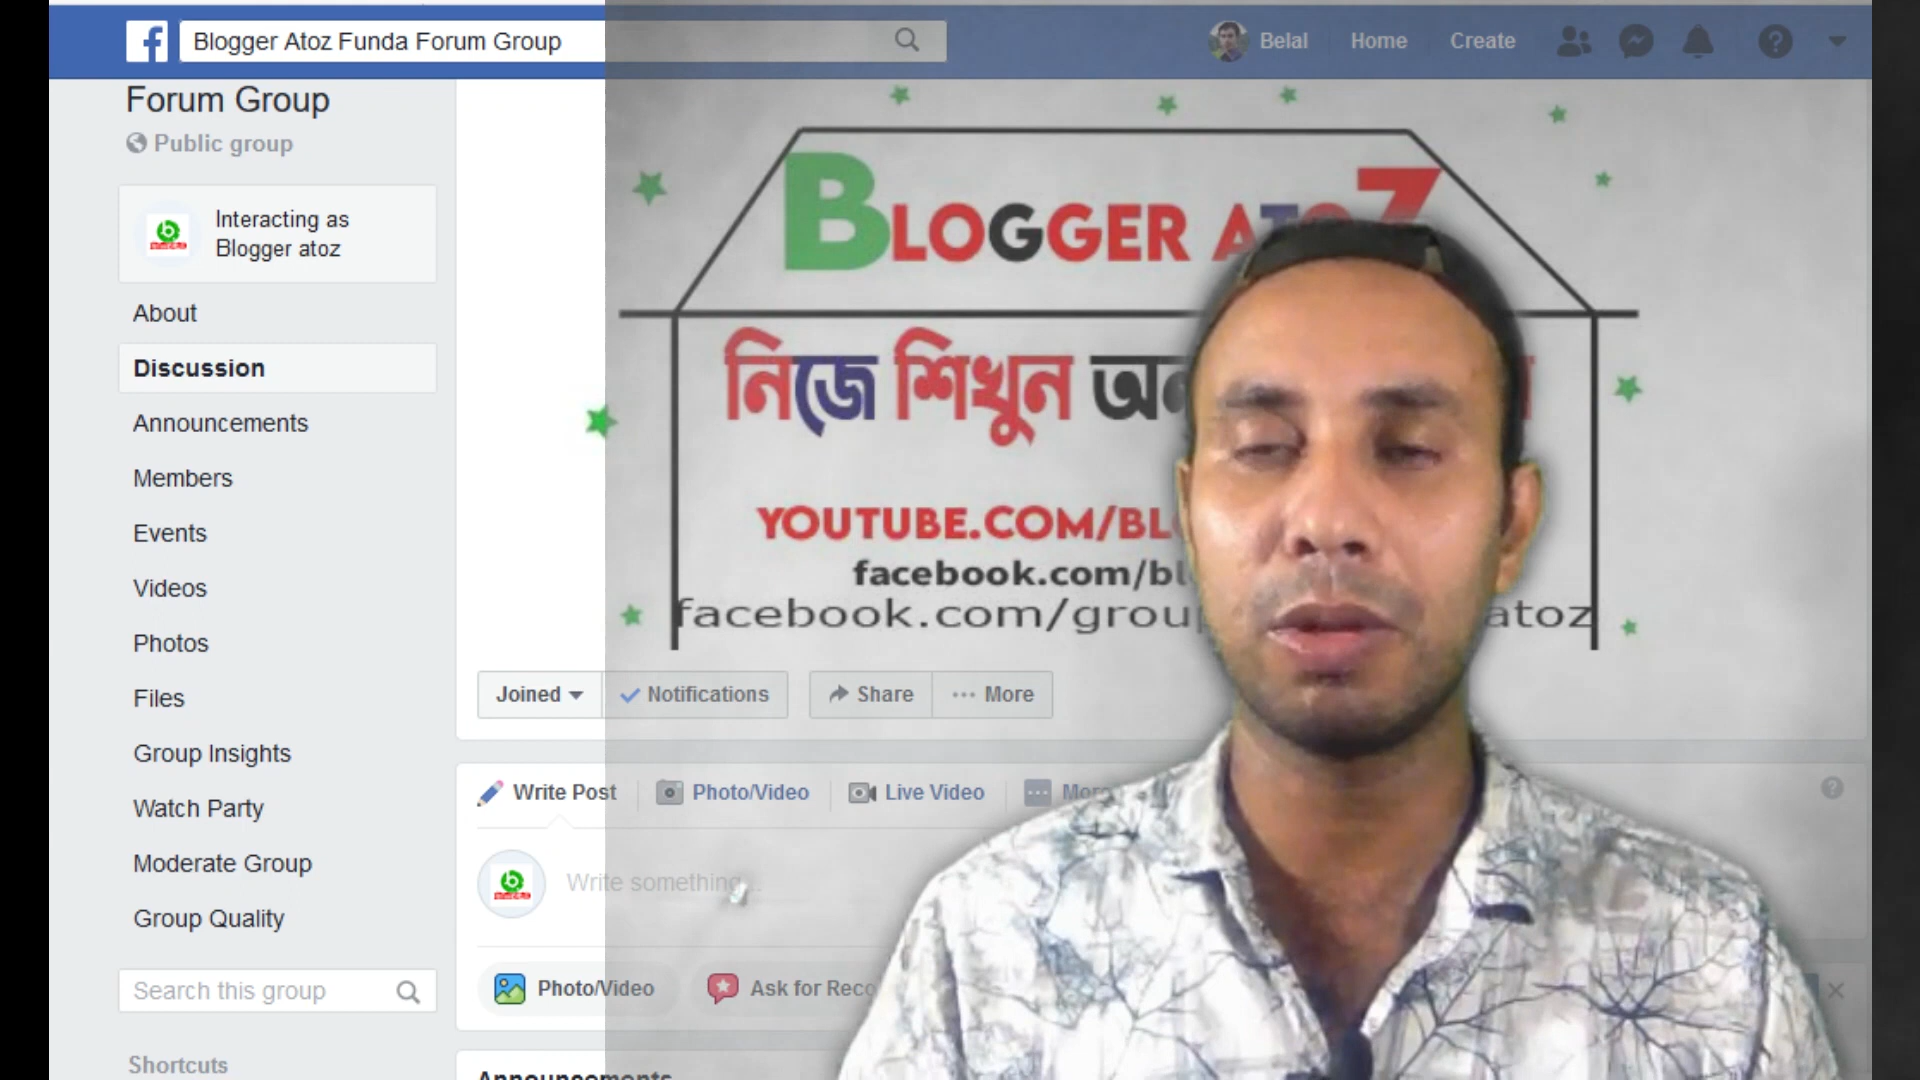 Blogger Atoz Funda Forum Group
Belal
Home
Create
Forum Group
Public group
Interacting as
Blogger atoz
About
Discussion
Announcements
Members
Events
Videos
Photos
Files
Group Insights
Watch Party
Moderate Group
Group Quality
Search this group
Shortcuts
BLOGGER ATOZ
নিজে শিখুন
YOUTUBE.COM/BL
facebook.com/bl
facebook.com/grou atoz
Joined
Notifications
Share
More
Write Post
Photo/Video
Live Video
More
Write something...
Photo/Video
Ask for Reco
Announcements